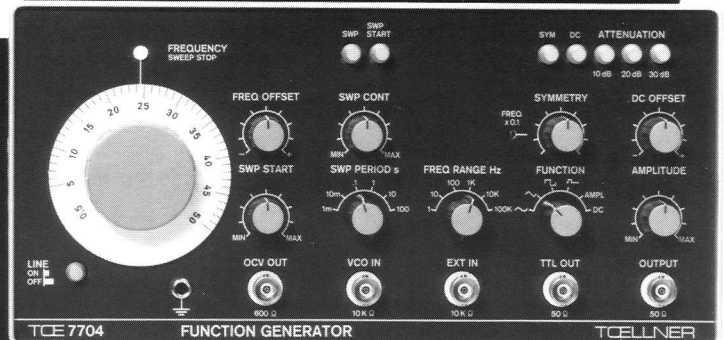 FREQUENCY
SWEEP STOP
SWP
SWP START
SYM
DC
ATTENUATION
10 dB
20 dB
30 dB
0.5
5
10
15
20
25
30
35
40
45
50
FREQ OFFSET
-
+
SWP CONT
MIN
MAX
FREQ. x 0.1
SYMMETRY
DC OFFSET
-
+
SWP START
MIN
MAX
SWP PERIOD s
1m
10m
.1
1
10
100
FREQ RANGE Hz
1
10
100
1K
10K
100K
FUNCTION
AMPL
DC
AMPLITUDE
MIN
MAX
LINE
ON
OFF
OCV OUT
600 Ω
VCO IN
10 K Ω
EXT IN
10 K Ω
TTL OUT
50 Ω
OUTPUT
50 Ω
TOE 7704
FUNCTION GENERATOR
TOELLNER